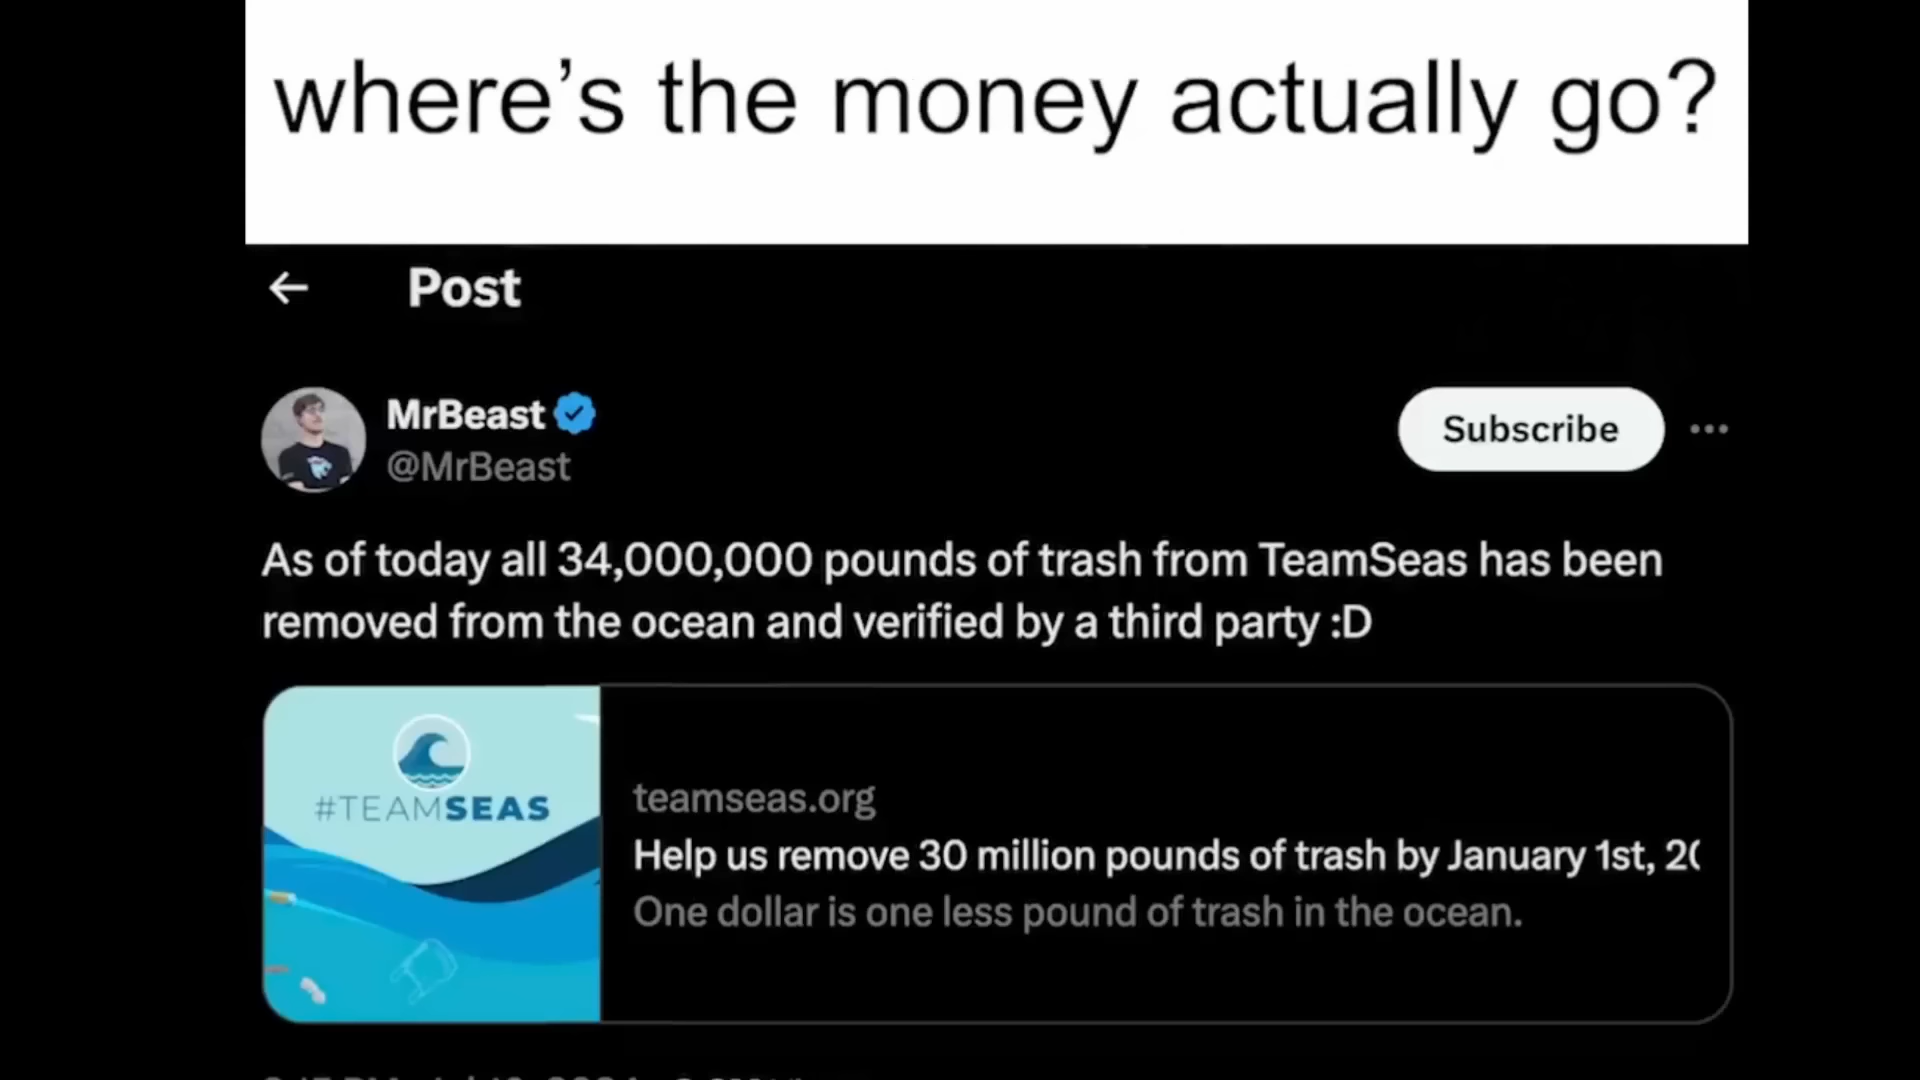 where’s the money actually go?
Post
MrBeast
@MrBeast
Subscribe
As of today all 34,000,000 pounds of trash from TeamSeas has been
removed from the ocean and verified by a third party :D
#TEAMSEAS
teamseas.org
Help us remove 30 million pounds of trash by January 1st, 2
One dollar is one less pound of trash in the ocean.